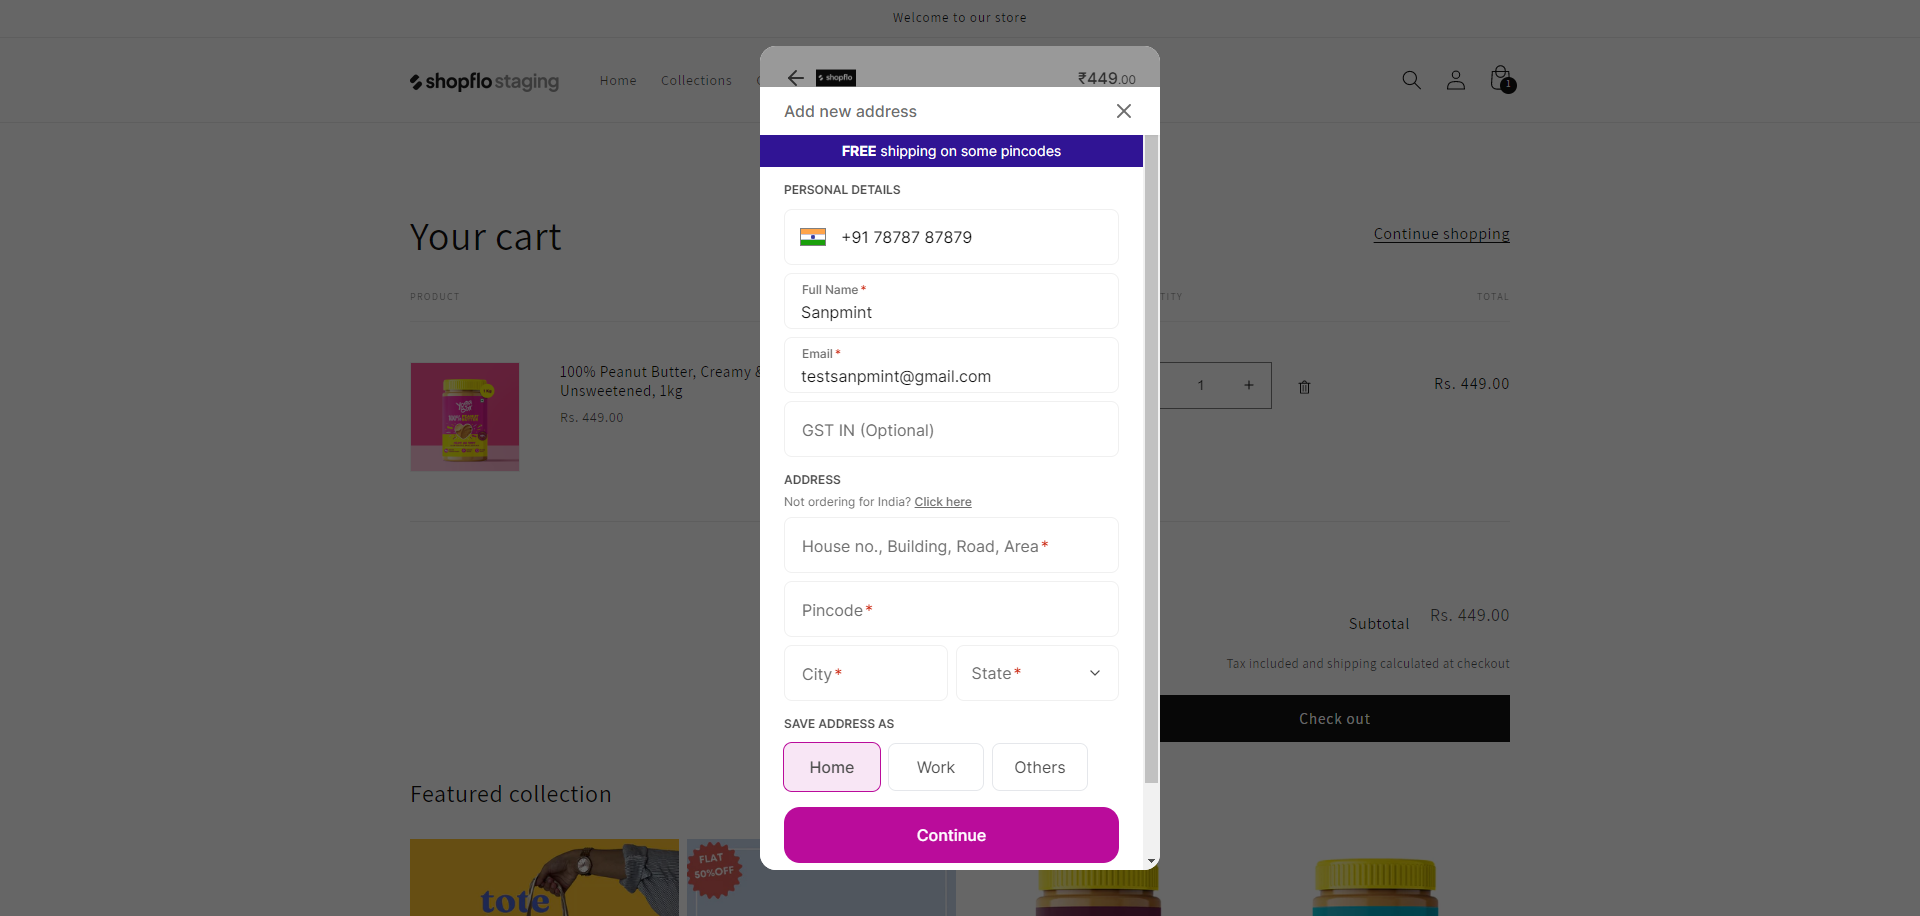 Welcome to our store
shopflo staging
Home
Collections
1
shopflo
₹449.00
Add new address
FREE shipping on some pincodes
PERSONAL DETAILS
+91 78787 87879
Full Name*
Sanpmint
Email*
testsanpmint@gmail.com
GST IN (Optional)
ADDRESS
Not ordering for India? Click here
House no., Building, Road, Area*
Pincode*
City*
State*
SAVE ADDRESS AS
Home
Work
Others
Continue
Your cart
Continue shopping
PRODUCT
TOTAL
100% Peanut Butter, Creamy &
Unsweetened, 1kg
Rs. 449.00
1
+
Rs. 449.00
Subtotal
Rs. 449.00
Tax included and shipping calculated at checkout
Check out
Featured collection
tote
FLAT
50%OFF